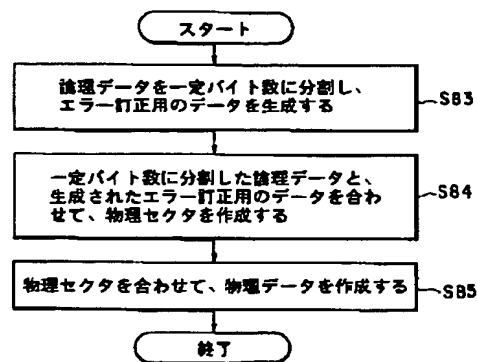 スタート
論理データを一定バイト数に分割し、
エラー訂正用のデータを生成する
S83
一定バイト数に分割した論理データと、
生成されたエラー訂正用のデータを合わ
せて、物理セクタを作成する
S84
物理セクタを合わせて、物理データを作成する
S85
終了